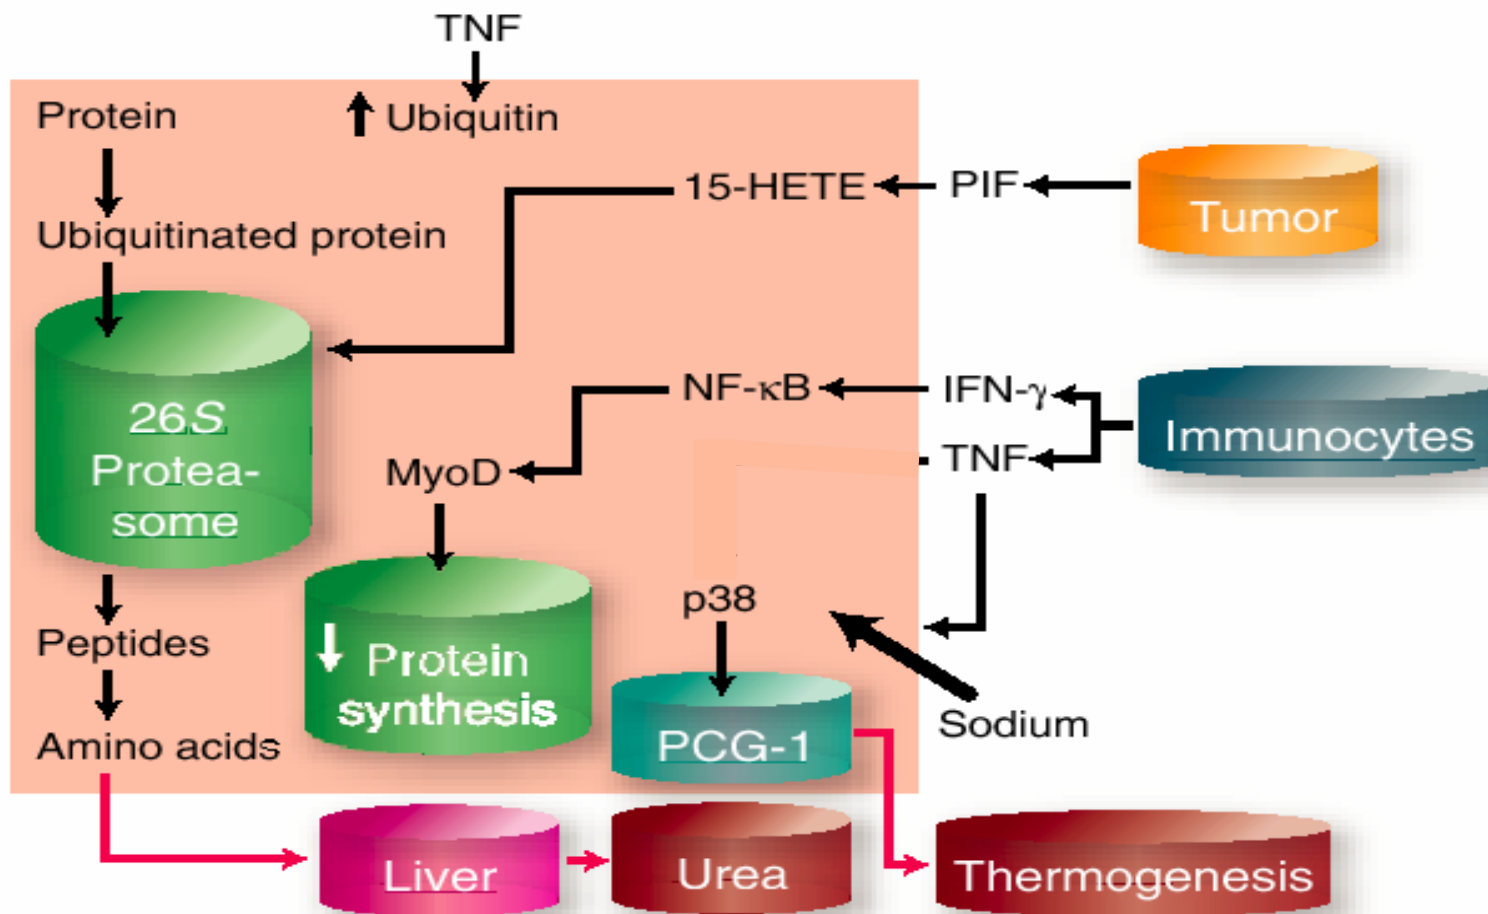 TNF
Protein
Ubiquitin
15-HETE
PIF
Tumor
Ubiquitinated protein
26S
Protea-
some
NF-κB
IFN-γ
Immunocytes
MyoD
TNF
Peptides
p38
Protein
synthesis
Amino acids
PCG-1
Sodium
Liver
Urea
Thermogenesis